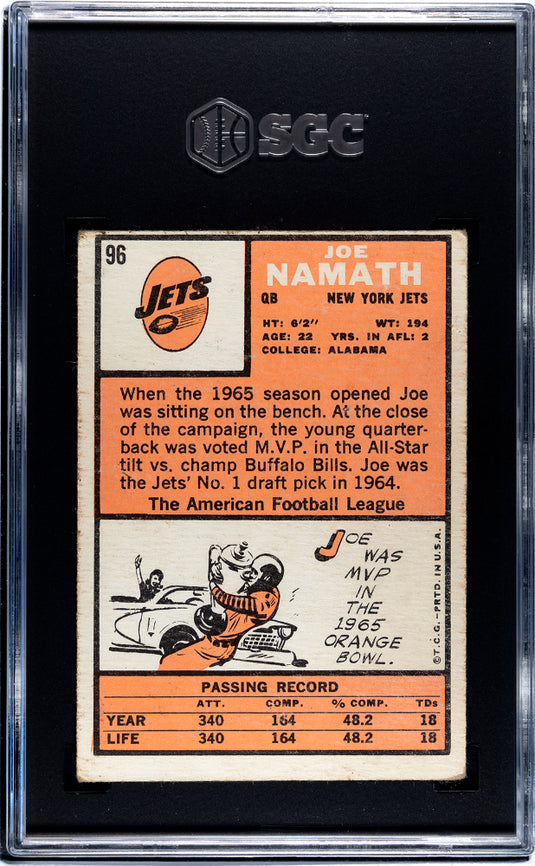 SGC
96
JETS
JOE
NAMATH
QB NEW YORK JETS
HT: 6'2" WT: 194
AGE: 22 YRS. IN AFL: 2
COLLEGE: ALABAMA
When the 1965 season opened Joe
was sitting on the bench. At the close
of the campaign, the young quarter-
back was voted M.V.P. in the All-Star
tilt vs. champ Buffalo Bills. Joe was
the Jets' No. 1 draft pick in 1964.
The American Football League
JOE
WAS
MVP
IN
THE
1965
ORANGE
BOWL.
©T.C.G.–PRTD. IN U.S.A.
PASSING RECORD
ATT. COMP. % COMP. TDs
YEAR 340 164 48.2 18
LIFE 340 164 48.2 18